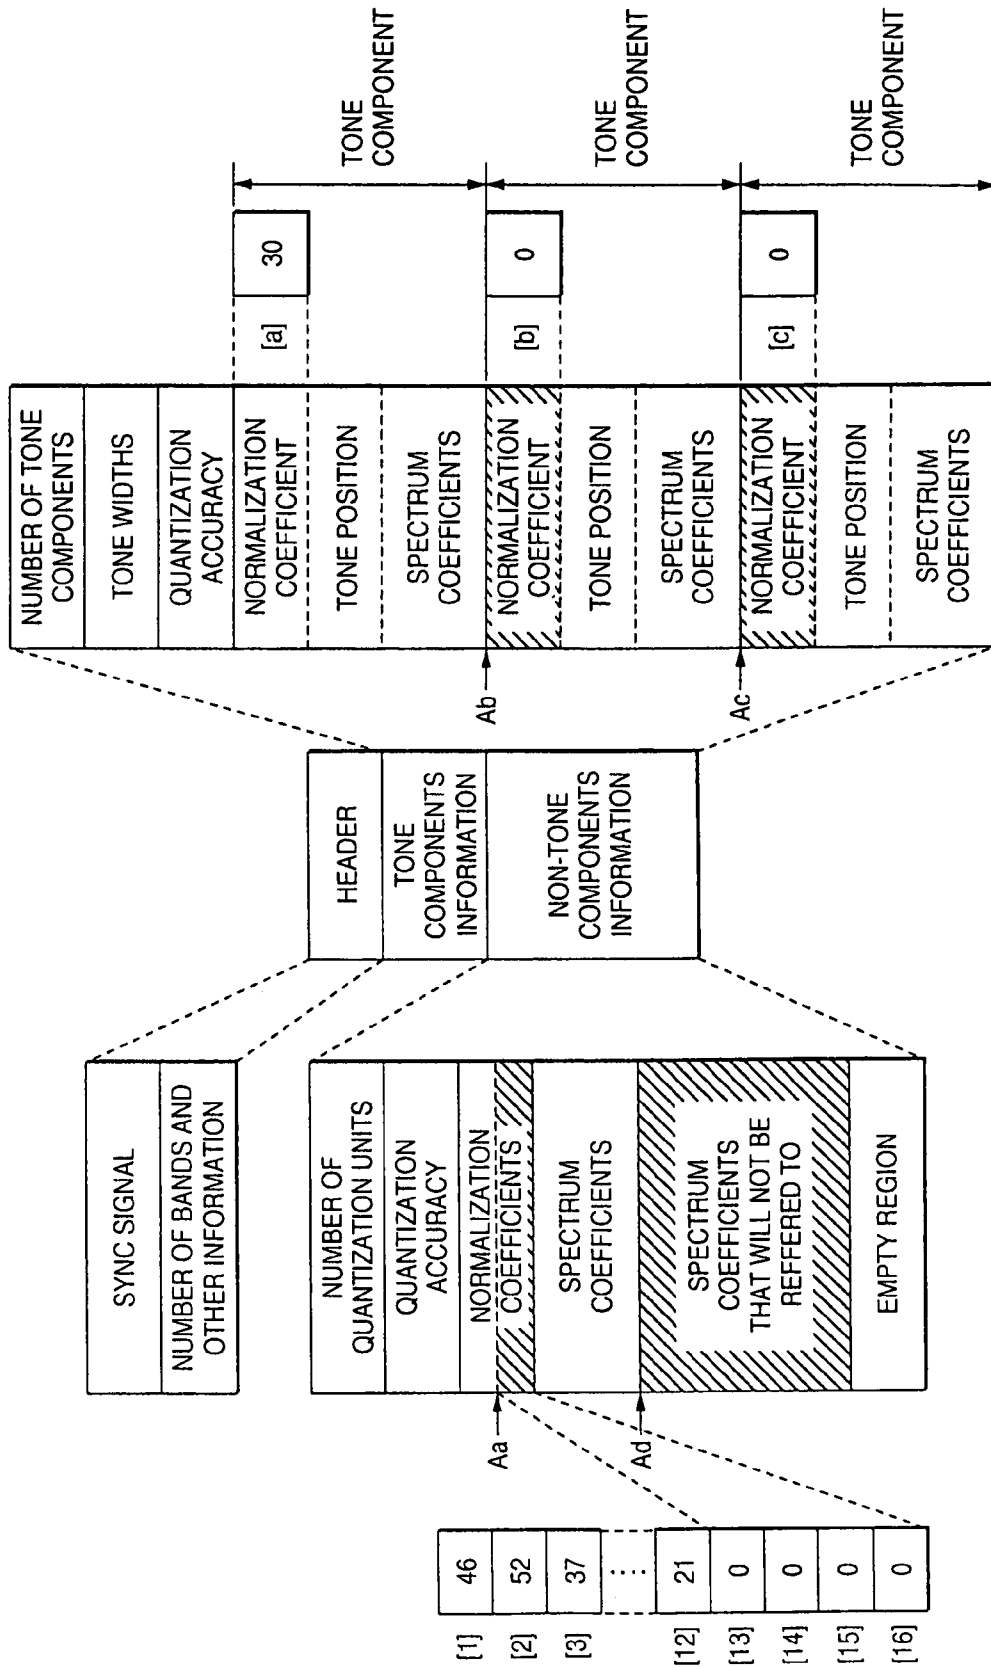 NUMBER OF TONE
COMPONENTS
TONE WIDTHS
QUANTIZATION
ACCURACY
NORMALIZATION
COEFFICIENT
TONE POSITION
SPECTRUM
COEFFICIENTS
NORMALIZATION
COEFFICIENT
TONE POSITION
SPECTRUM
COEFFICIENTS
NORMALIZATION
COEFFICIENT
TONE POSITION
SPECTRUM
COEFFICIENTS
[a]
30
[b]
0
[c]
0
TONE
COMPONENT
TONE
COMPONENT
TONE
COMPONENT
Ab
Ac
HEADER
TONE
COMPONENTS
INFORMATION
NON-TONE
COMPONENTS
INFORMATION
SYNC SIGNAL
NUMBER OF BANDS AND
OTHER INFORMATION
NUMBER OF
QUANTIZATION UNITS
QUANTIZATION
ACCURACY
NORMALIZATION
COEFFICIENTS
SPECTRUM
COEFFICIENTS
SPECTRUM
COEFFICIENTS
THAT WILL NOT BE
REFFERED TO
EMPTY REGION
Aa
Ad
[1] 46
[2] 52
[3] 37
....
[12] 21
[13] 0
[14] 0
[15] 0
[16] 0